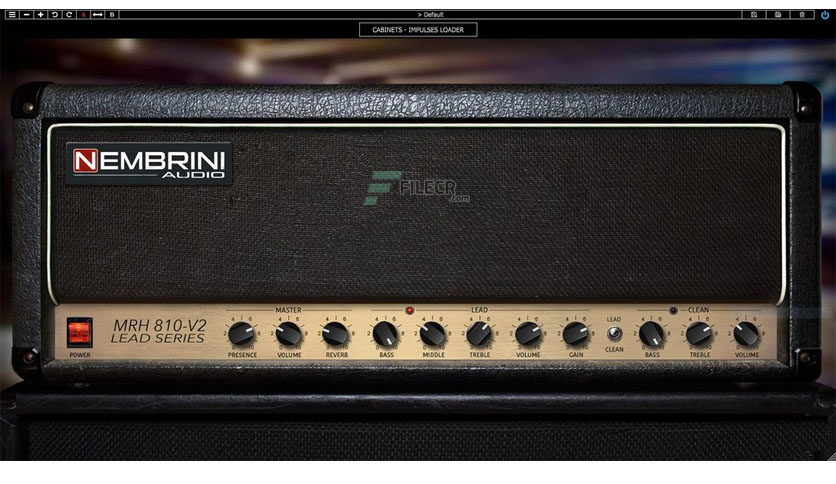 A
B
> Default
CABINETS - IMPULSES LOADER
NEMBRINI
AUDIO
FILECR
.com
MRH 810-V2
LEAD SERIES
POWER
MASTER
LEAD
CLEAN
PRESENCE
VOLUME
REVERB
BASS
MIDDLE
TREBLE
VOLUME
GAIN
LEAD
CLEAN
BASS
TREBLE
VOLUME